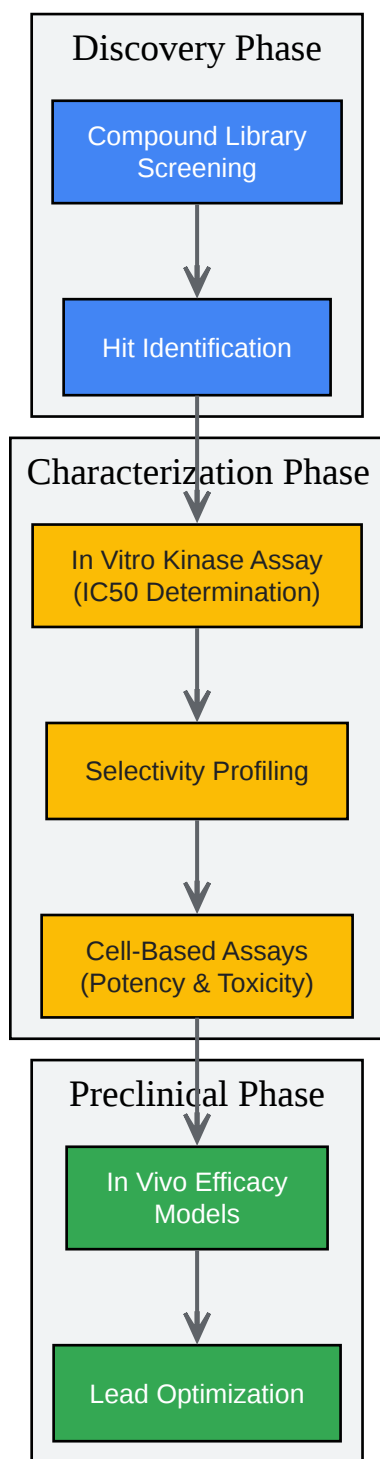 Discovery Phase
Compound Library
Screening
Hit Identification
Characterization Phase
In Vitro Kinase Assay
(IC50 Determination)
Selectivity Profiling
Cell-Based Assays
(Potency & Toxicity)
Preclinical Phase
In Vivo Efficacy
Models
Lead Optimization